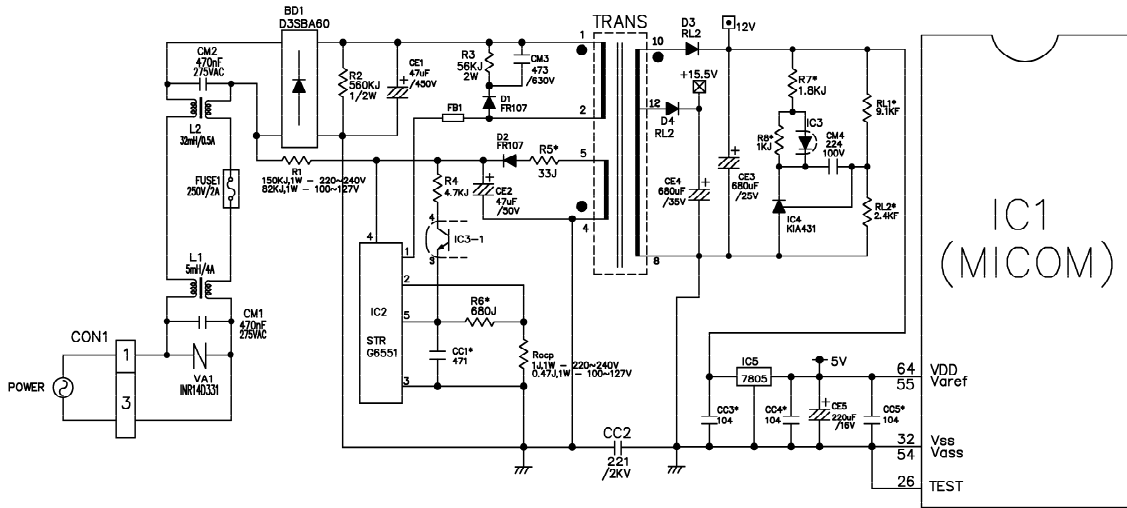 BD1
D3SBA60
CM2
470nF
275VAC
L2
32mH/0.5A
FUSE1
250V/2A
L1
5mH/4A
CM1
470nF
275VAC
CON1
1
3
POWER
VA1
INR14D331
R2
560KJ
1/2W
CE1
47uF
/450V
R3
56KJ
2W
CM3
473
/630V
D1
FR107
FB1
D2
FR107
R5*
33J
R1
150KJ,1W - 220~240V
82KJ,1W - 100~127V
R4
4.7KJ
CE2
47uF
/50V
4
IC3-1
3
4
1
2
5
3
IC2
STR
G6551
R6*
680J
CC1*
471
Rocp
1J,1W - 220~240V
0.47J,1W - 100~127V
TRANS
1
2
5
4
10
12
8
D3
RL2
12V
+15.5V
D4
RL2
CE4
680uF
/35V
CE3
680uF
/25V
R7*
1.8KJ
R8*
1KJ
IC3
CM4
224
100V
RL1*
9.1KF
RL2*
2.4KF
IC4
KIA431
CC2
221
/2KV
IC5
7805
5V
CC3*
104
CC4*
104
CE5
220uF
/16V
CC5*
104
IC1
(MICOM)
64 VDD
55 Varef
32 Vss
54 Vass
26 TEST